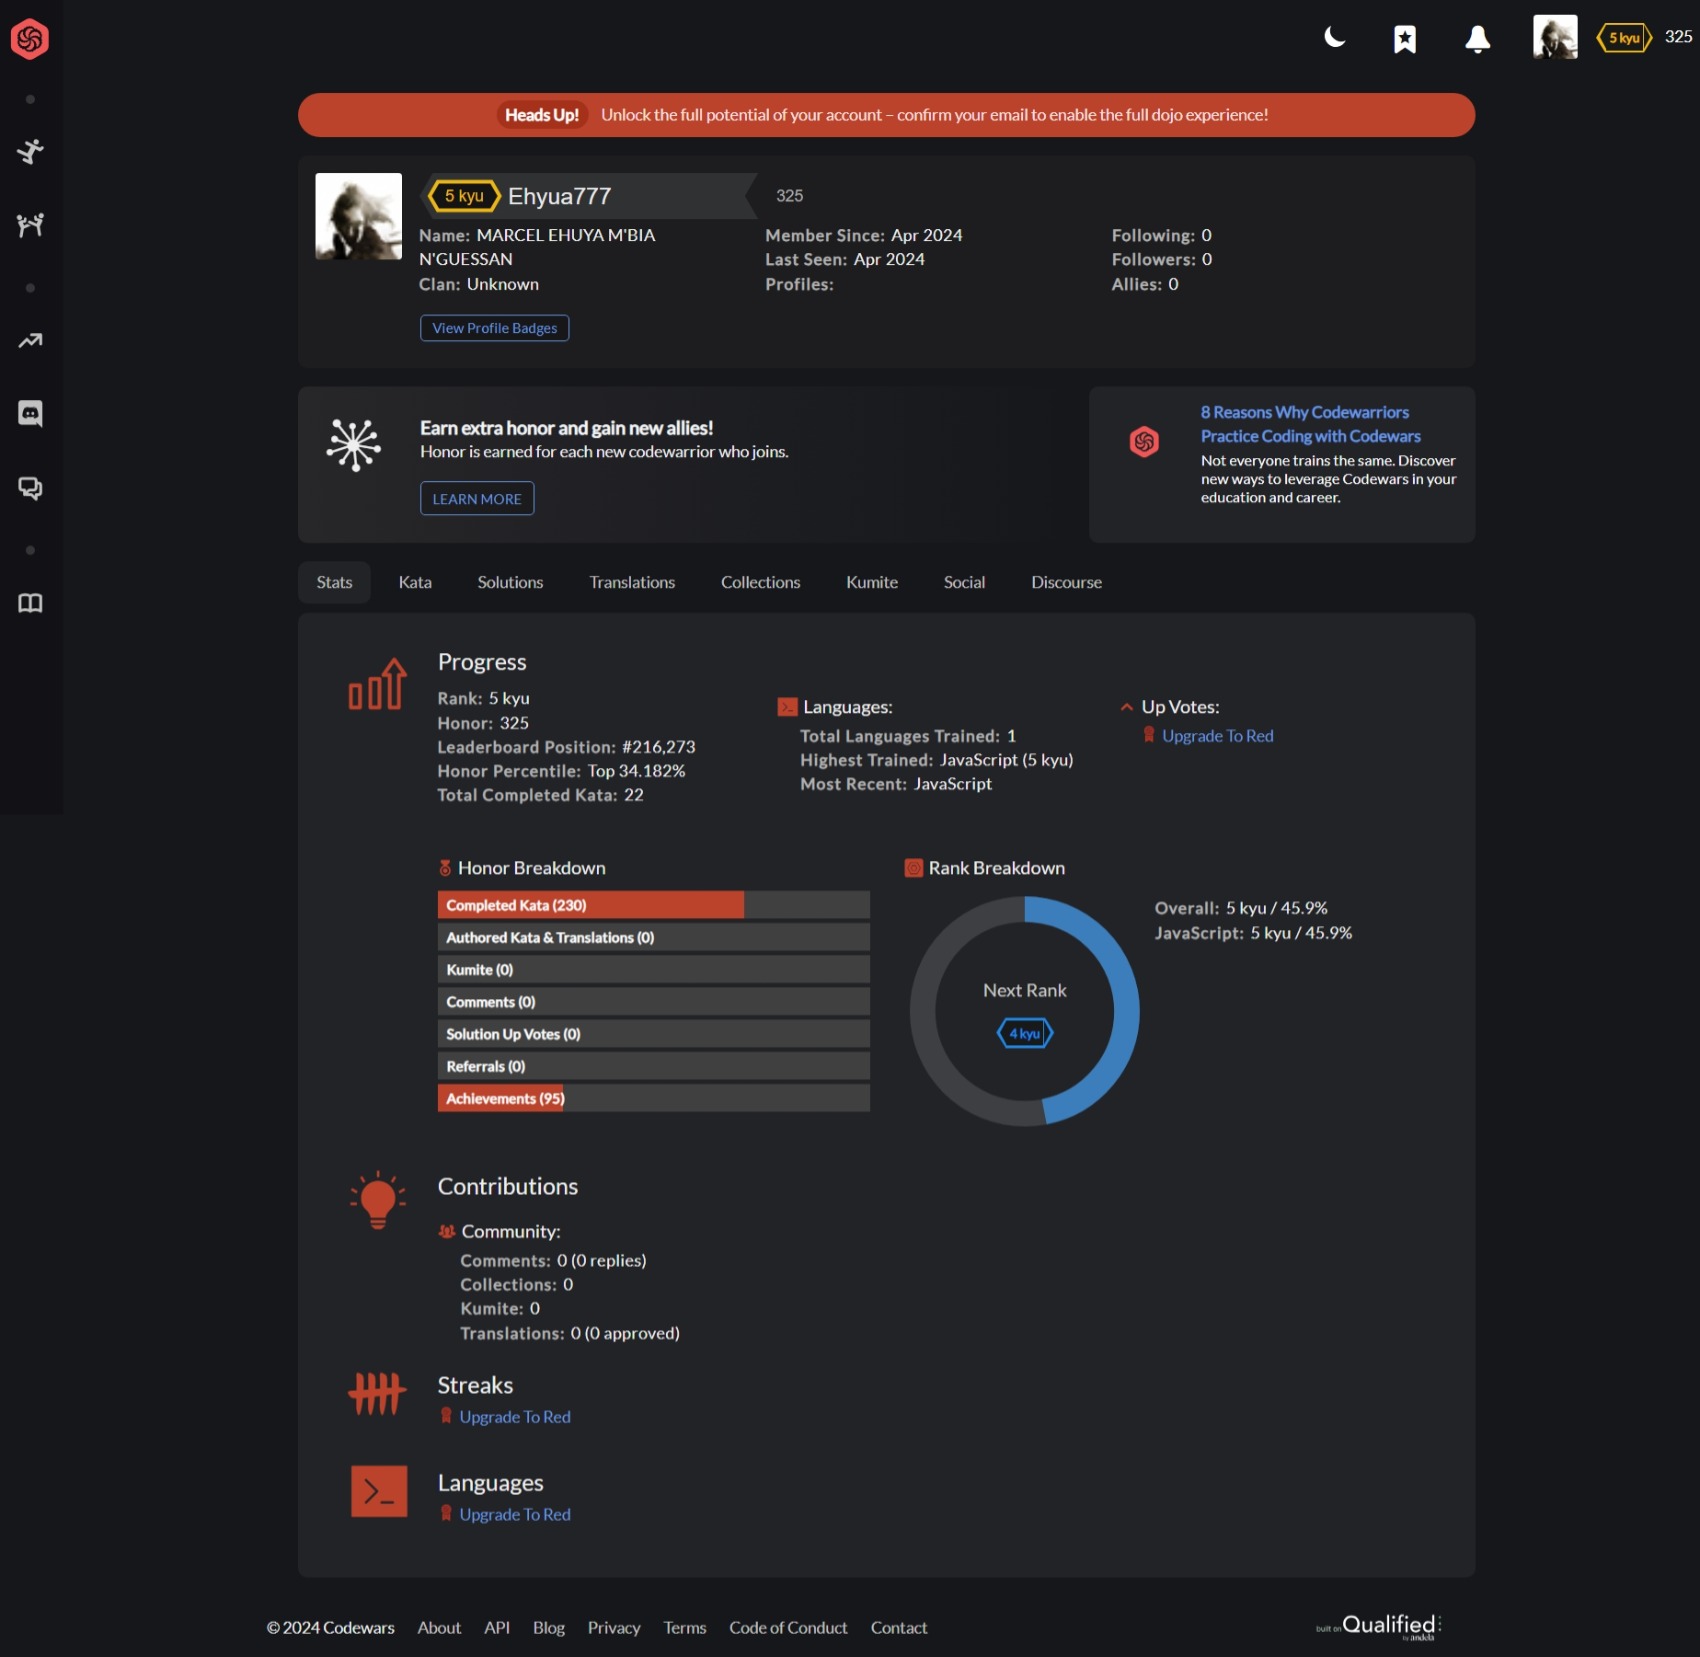 5 kyu 325
Heads Up! Unlock the full potential of your account – confirm your email to enable the full dojo experience!
5 kyu Ehyua777 325
Name: MARCEL EHUYA M'BIA
N'GUESSAN
Clan: Unknown
View Profile Badges
Member Since: Apr 2024
Last Seen: Apr 2024
Profiles:
Following: 0
Followers: 0
Allies: 0
Earn extra honor and gain new allies!
Honor is earned for each new codewarrior who joins.
LEARN MORE
8 Reasons Why Codewarriors
Practice Coding with Codewars
Not everyone trains the same. Discover
new ways to leverage Codewars in your
education and career.
Stats Kata Solutions Translations Collections Kumite Social Discourse
Progress
Rank: 5 kyu
Honor: 325
Leaderboard Position: #216,273
Honor Percentile: Top 34.182%
Total Completed Kata: 22
Languages:
Total Languages Trained: 1
Highest Trained: JavaScript (5 kyu)
Most Recent: JavaScript
Up Votes:
Upgrade To Red
Honor Breakdown
Completed Kata (230)
Authored Kata & Translations (0)
Kumite (0)
Comments (0)
Solution Up Votes (0)
Referrals (0)
Achievements (95)
Rank Breakdown
Next Rank
4 kyu
Overall: 5 kyu / 45.9%
JavaScript: 5 kyu / 45.9%
Contributions
Community:
Comments: 0 (0 replies)
Collections: 0
Kumite: 0
Translations: 0 (0 approved)
Streaks
Upgrade To Red
Languages
Upgrade To Red
© 2024 Codewars About API Blog Privacy Terms Code of Conduct Contact
built on Qualified
by andela